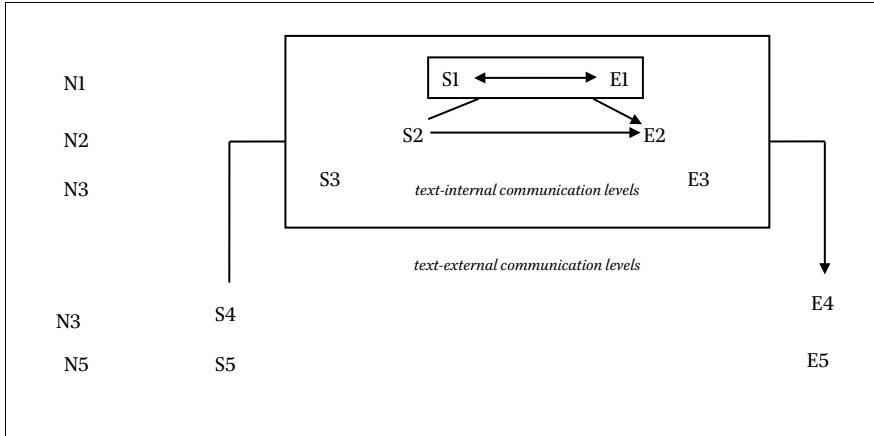 N1 S1 E1
N2 S2 E2
N3 S3 text-internal communication levels E3
text-external communication levels
N3 S4 E4
N5 S5 E5